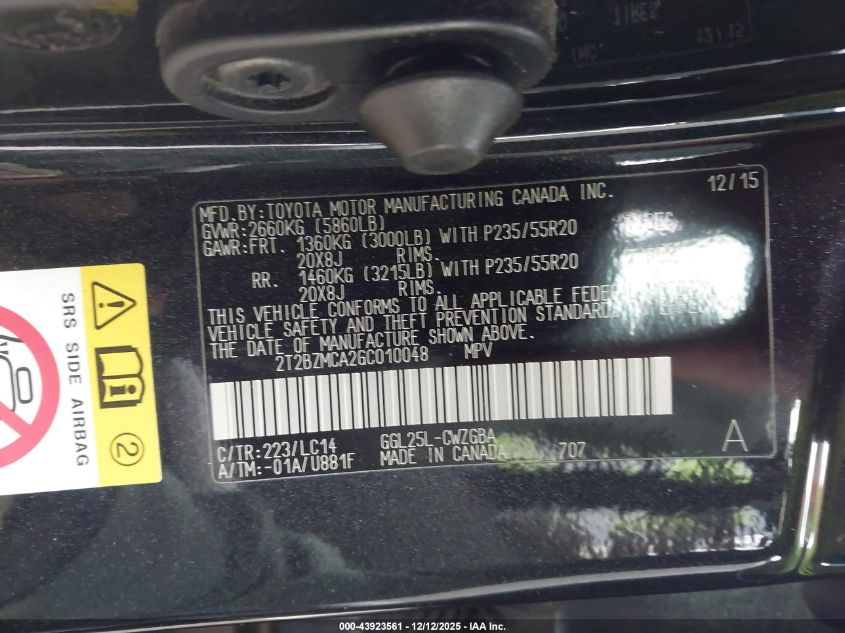 12/15
MFD.BY:TOYOTA MOTOR MANUFACTURING CANADA INC.
GVWR:2660KG (5860LB)
GAWR:FRT. 1360KG (3000LB) WITH P235/55R20
20X8J RIMS.
RR. 1460KG (3215LB) WITH P235/55R20
20X8J RIMS.
THIS VEHICLE CONFORMS TO ALL APPLICABLE
VEHICLE SAFETY AND THEFT PREVENTION STANDARDS
THE DATE OF MANUFACTURE SHOWN ABOVE.
2T2BZMCA2GC010048 MPV
C/TR:223/LC14 GGL25L-CWZGBA
A/TM:-01A/U881F MADE IN CANADA 707
A
SRS SIDE AIRBAG
2
000-43923561 - 12/12/2025 - IAA Inc.